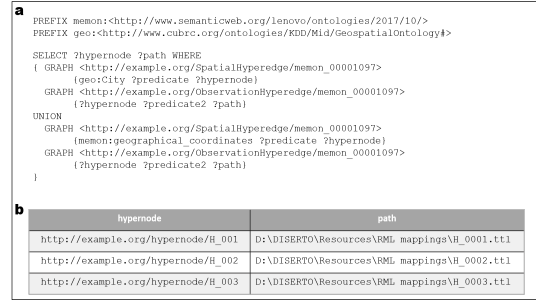 a
PREFIX memon:<http://www.semanticweb.org/lenovo/ontologies/2017/10/>
PREFIX geo:<http://www.cubrc.org/ontologies/KDD/Mid/GeospatialOntology#>
SELECT ?hypernode ?path WHERE
{ GRAPH <http://example.org/SpatialHyperedge/memon_00001097>
{geo:City ?predicate ?hypernode}
GRAPH <http://example.org/ObservationHyperedge/memon_00001097>
{?hypernode ?predicate2 ?path}
UNION
GRAPH <http://example.org/SpatialHyperedge/memon_00001097>
{memon:geographical_coordinates ?predicate ?hypernode}
GRAPH <http://example.org/ObservationHyperedge/memon_00001097>
{?hypernode ?predicate2 ?path}
}
b
hypernode path
http://example.org/hypernode/H_001 D:\DISERTO\Resources\RML mappings\H_0001.ttl
http://example.org/hypernode/H_002 D:\DISERTO\Resources\RML mappings\H_0002.ttl
http://example.org/hypernode/H_003 D:\DISERTO\Resources\RML mappings\H_0003.ttl